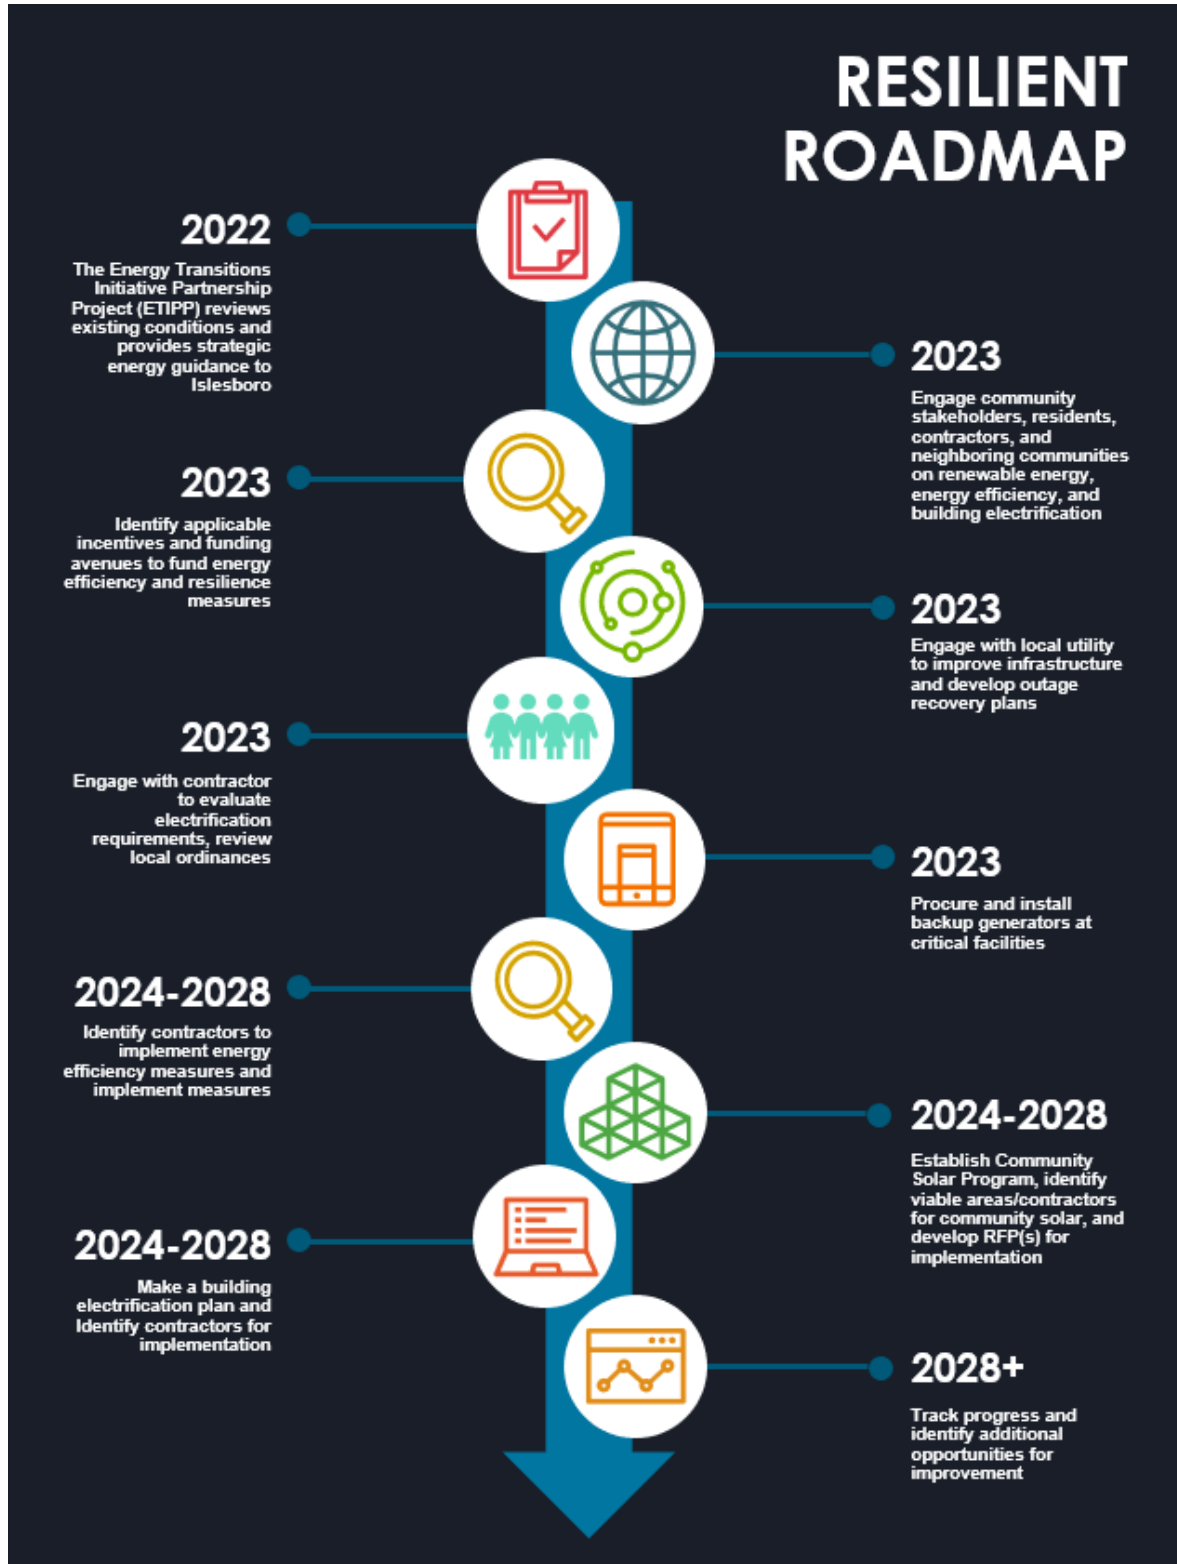 RESILIENT
ROADMAP
2022
The Energy Transitions
Initiative Partnership
Project (ETIPP) reviews
existing conditions and
provides strategic
energy guidance to
Islesboro
2023
Engage community
stakeholders, residents,
contractors, and
neighboring communities
on renewable energy,
energy efficiency, and
building electrification
2023
Identify applicable
incentives and funding
avenues to fund energy
efficiency and resilience
measures
2023
Engage with local utility
to improve infrastructure
and develop outage
recovery plans
2023
Engage with contractor
to evaluate
electrification
requirements, review
local ordinances
2023
Procure and install
backup generators at
critical facilities
2024-2028
Identify contractors to
implement energy
efficiency measures and
implement measures
2024-2028
Establish Community
Solar Program, identify
viable areas/contractors
for community solar, and
develop RFP(s) for
implementation
2024-2028
Make a building
electrification plan and
Identify contractors for
implementation
2028+
Track progress and
identify additional
opportunities for
improvement